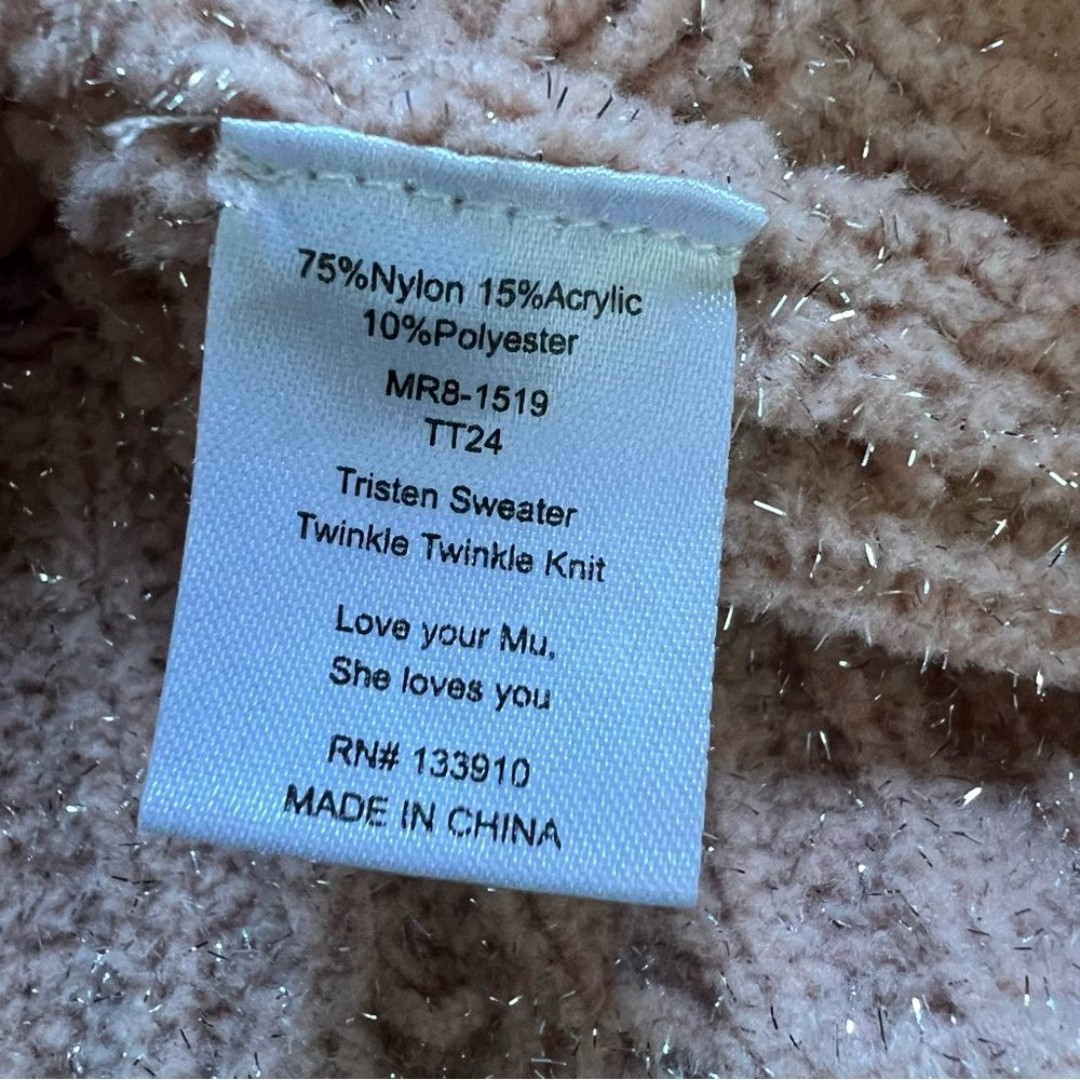 75%Nylon 15%Acrylic
10%Polyester
MR8-1519
TT24
Tristen Sweater
Twinkle Twinkle Knit
Love your Mu,
She loves you
RN# 133910
MADE IN CHINA